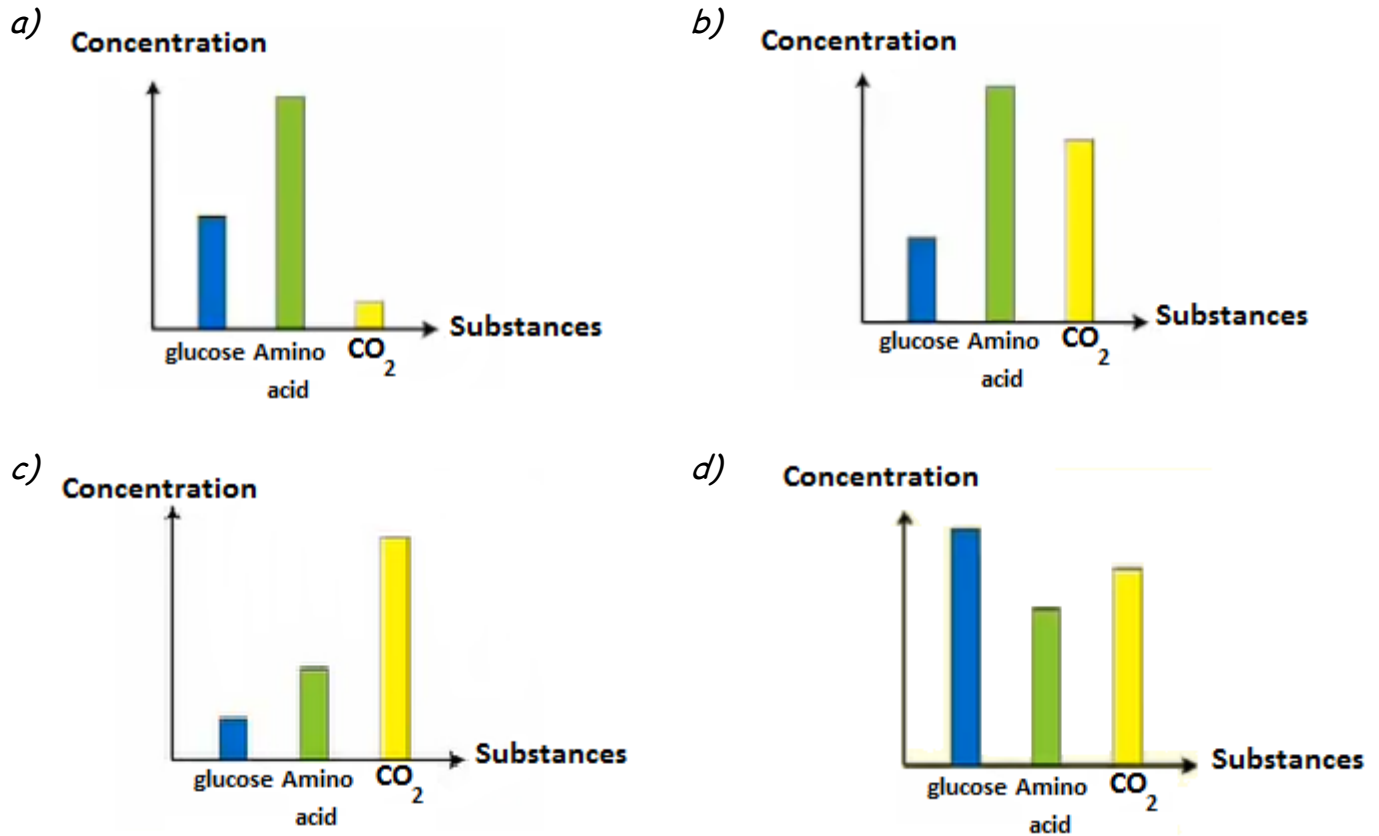 a)
Concentration
Substances
glucose Amino CO2
acid
b)
Concentration
Substances
glucose Amino CO2
acid
c)
Concentration
Substances
glucose Amino CO2
acid
d)
Concentration
Substances
glucose Amino CO2
acid